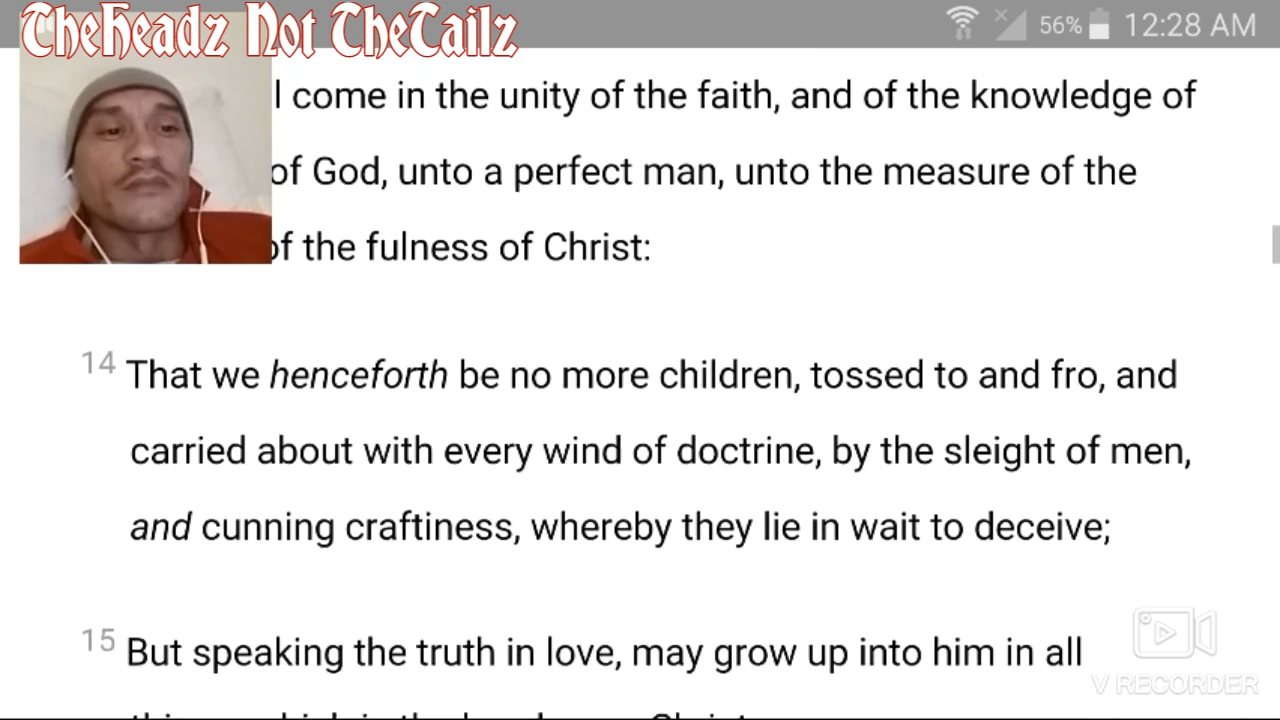 TheHeadz Not TheTailz
56% 12:28 AM
l come in the unity of the faith, and of the knowledge of
of God, unto a perfect man, unto the measure of the
of the fulness of Christ:
14 That we henceforth be no more children, tossed to and fro, and
carried about with every wind of doctrine, by the sleight of men,
and cunning craftiness, whereby they lie in wait to deceive;
15 But speaking the truth in love, may grow up into him in all
V RECORDER